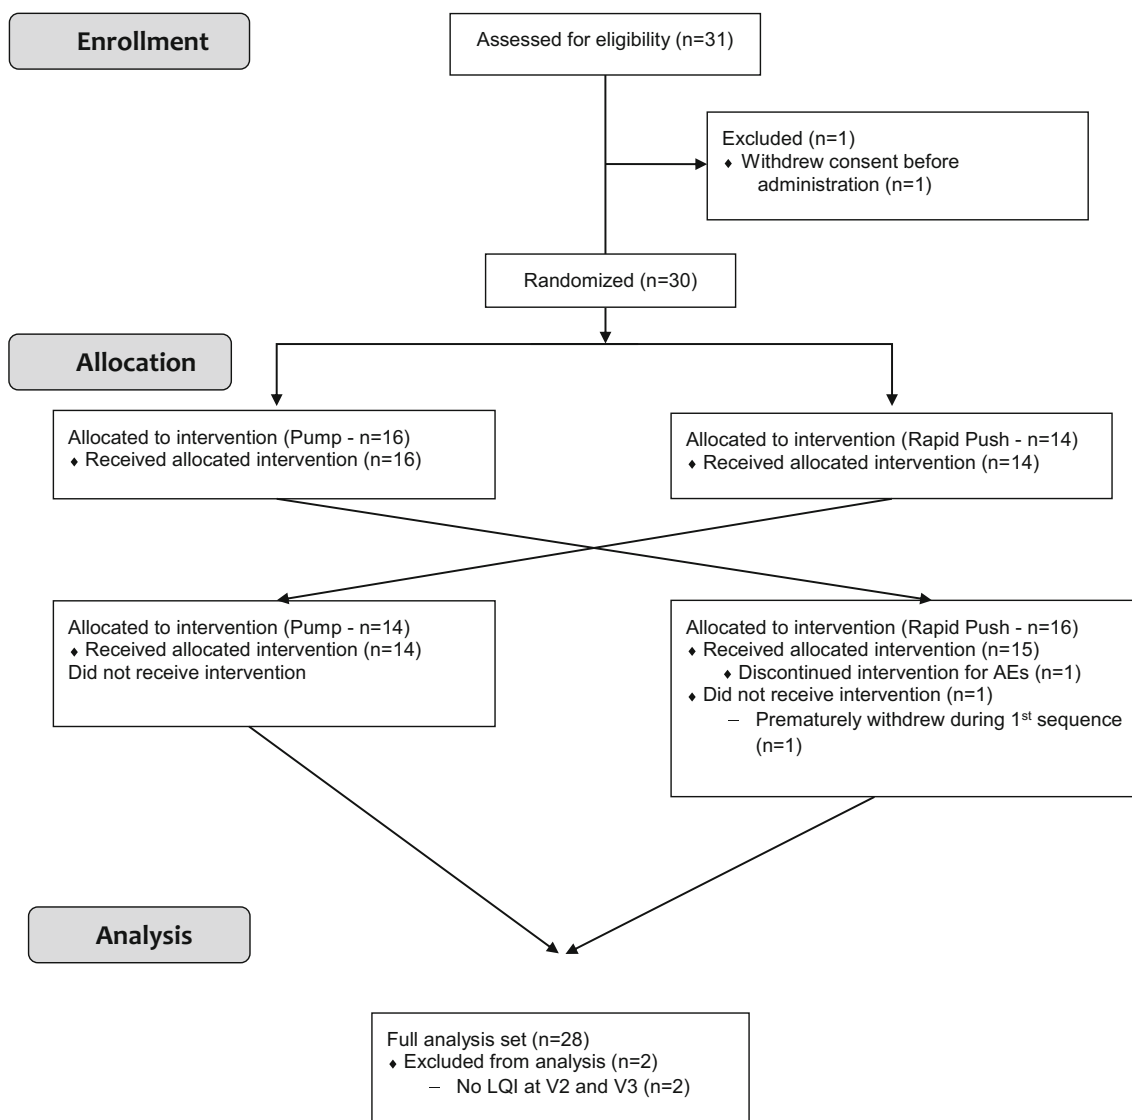 Enrollment
Assessed for eligibility (n=31)
Excluded (n=1)
♦ Withdrew consent before
administration (n=1)
Randomized (n=30)
Allocation
Allocated to intervention (Pump - n=16)
♦ Received allocated intervention (n=16)
Allocated to intervention (Rapid Push - n=14)
♦ Received allocated intervention (n=14)
Allocated to intervention (Pump - n=14)
♦ Received allocated intervention (n=14)
Did not receive intervention
Allocated to intervention (Rapid Push - n=16)
♦ Received allocated intervention (n=15)
♦ Discontinued intervention for AEs (n=1)
♦ Did not receive intervention (n=1)
– Prematurely withdrew during 1st sequence
(n=1)
Analysis
Full analysis set (n=28)
♦ Excluded from analysis (n=2)
– No LQI at V2 and V3 (n=2)